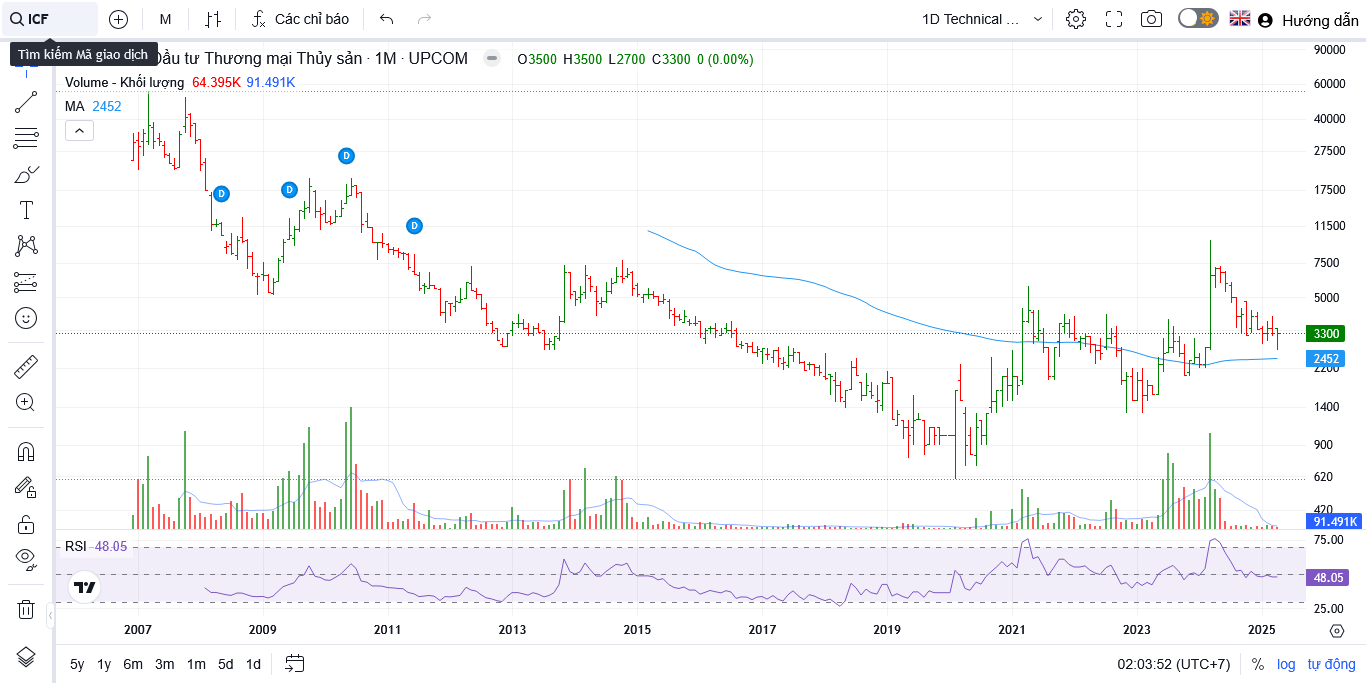 ICF M Các chỉ báo 1D Technical ... Hướng dẫn
Tìm kiếm Mã giao dịch
Đầu tư Thương mại Thủy sản · 1M · UPCOM O3500 H3500 L2700 C3300 0 (0.00%)
Volume - Khối lượng 64.395K 91.491K
MA 2452
90000
60000
40000
27500
17500
11500
7500
5000
3300
2452
2200
1400
900
620
420
91.491K
D
D
D
D
RSI 48.05
75.00
48.05
25.00
2007 2009 2011 2013 2015 2017 2019 2021 2023 2025
5y 1y 6m 3m 1m 5d 1d 02:03:52 (UTC+7) % log tự động